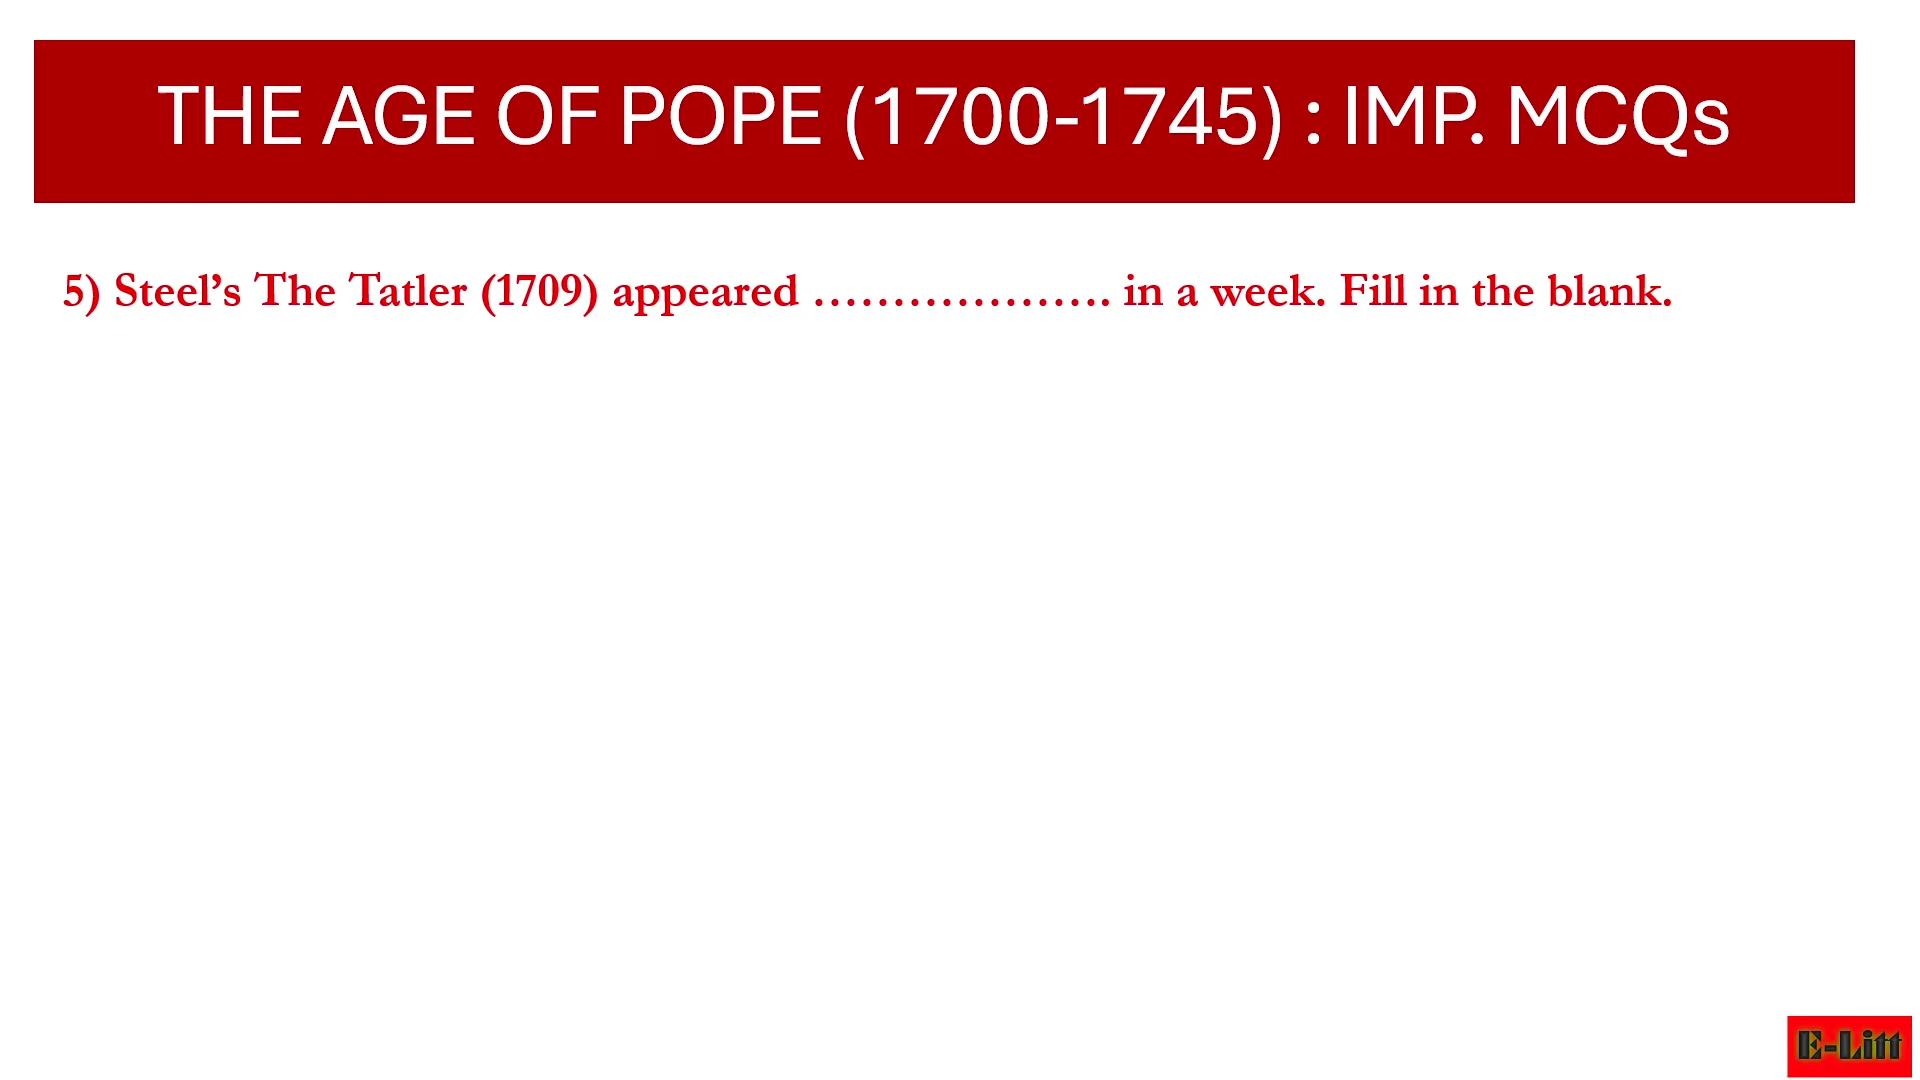 THE AGE OF POPE (1700-1745) : IMP. MCQs
5) Steel’s The Tatler (1709) appeared ………………. in a week. Fill in the blank.
E-Litt